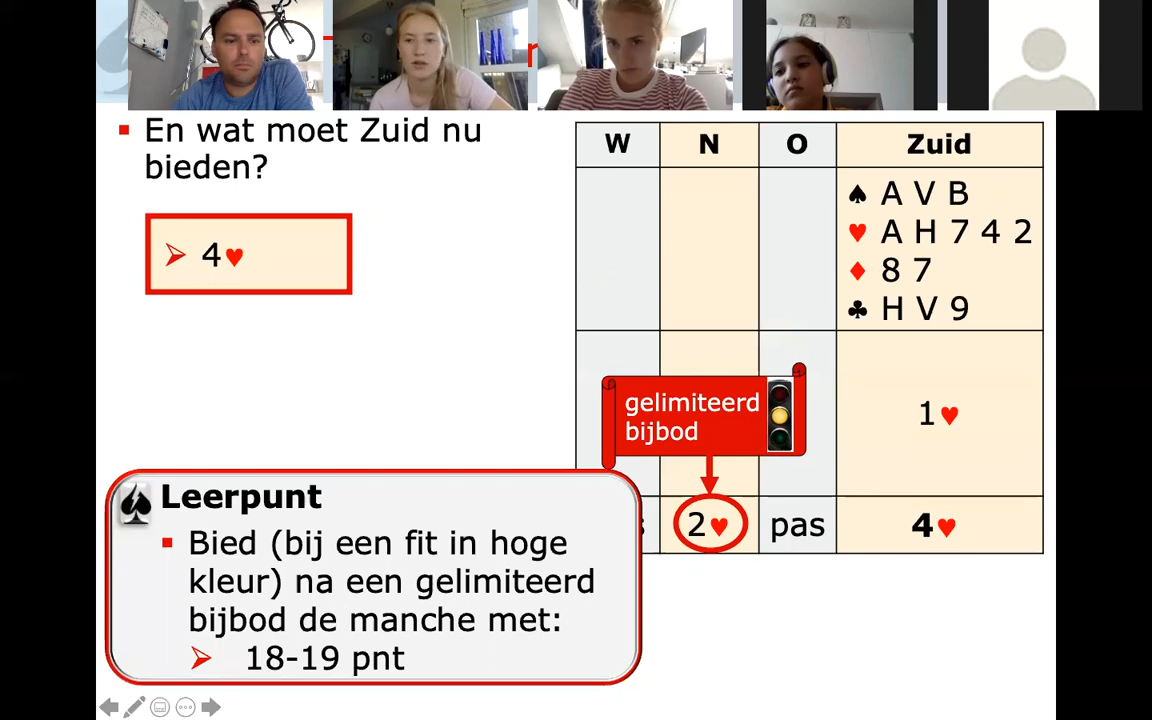 En wat moet Zuid nu
bieden?
4♥
W N O Zuid
♠ A V B
♥ A H 7 4 2
♦ 8 7
♣ H V 9
gelimiteerd
bijbod
1♥
2♥ pas 4♥
Leerpunt
Bied (bij een fit in hoge
kleur) na een gelimiteerd
bijbod de manche met:
18-19 pnt